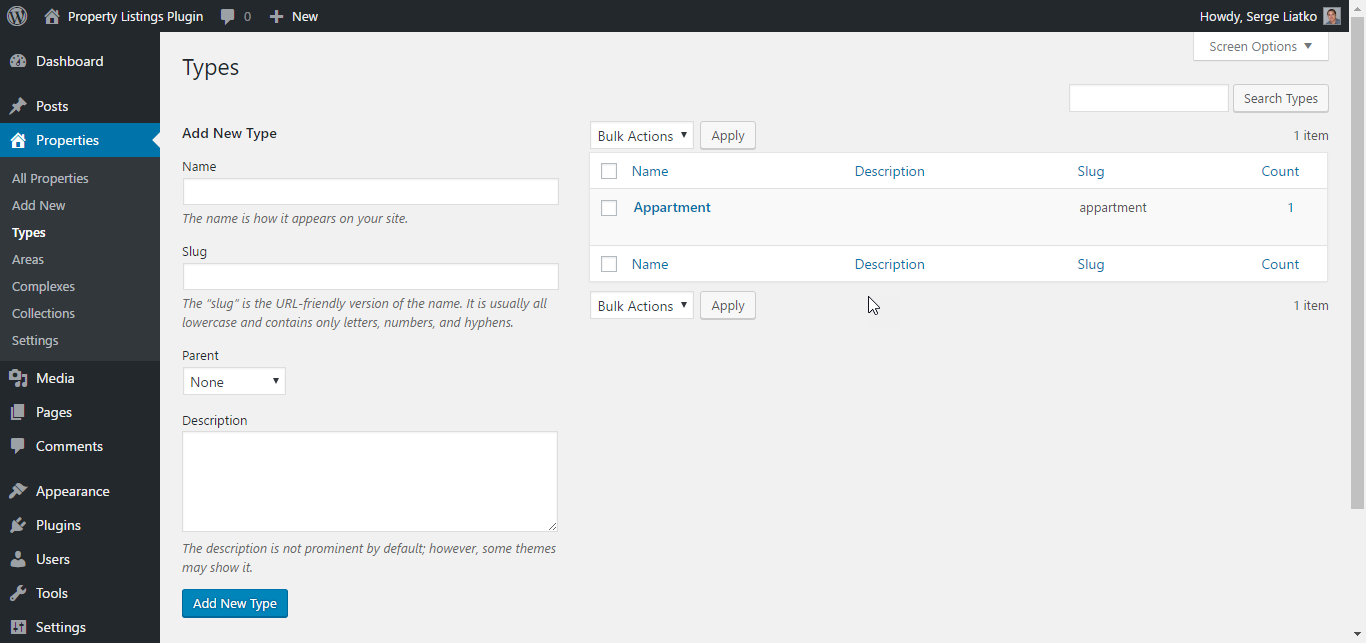 Property Listings Plugin 0 New Howdy, Serge Liatko
Dashboard
Posts
Properties
All Properties
Add New
Types
Areas
Complexes
Collections
Settings
Media
Pages
Comments
Appearance
Plugins
Users
Tools
Settings
Screen Options
Types
Search Types
Add New Type
Name
The name is how it appears on your site.
Slug
The "slug" is the URL-friendly version of the name. It is usually all
lowercase and contains only letters, numbers, and hyphens.
Parent
None
Description
The description is not prominent by default; however, some themes
may show it.
Add New Type
Bulk Actions Apply 1 item
Name Description Slug Count
Appartment appartment 1
Name Description Slug Count
Bulk Actions Apply 1 item